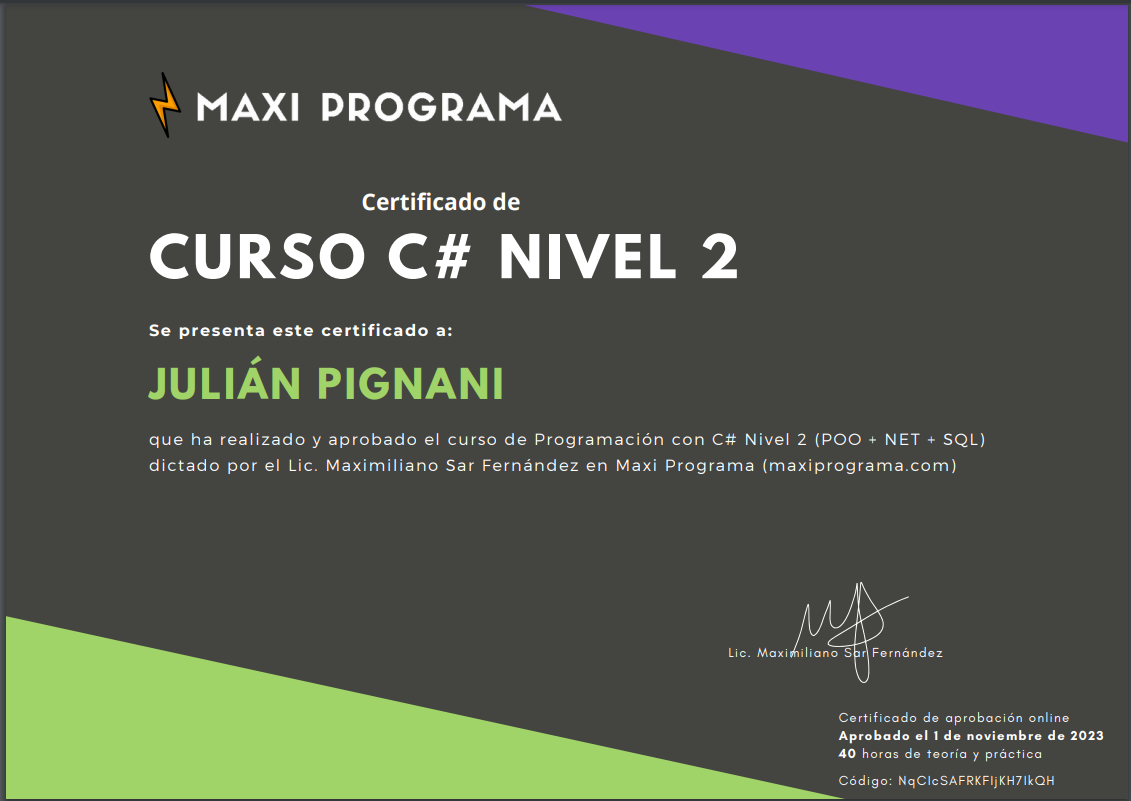 MAXI PROGRAMA
Certificado de
CURSO C# NIVEL 2
Se presenta este certificado a:
JULIÁN PIGNANI
que ha realizado y aprobado el curso de Programación con C# Nivel 2 (POO + NET + SQL)
dictado por el Lic. Maximiliano Sar Fernández en Maxi Programa (maxiprograma.com)
Lic. Maximiliano Sar Fernández
Certificado de aprobación online
Aprobado el 1 de noviembre de 2023
40 horas de teoría y práctica
Código: NqCIcSAFRKFIjKH7IkQH